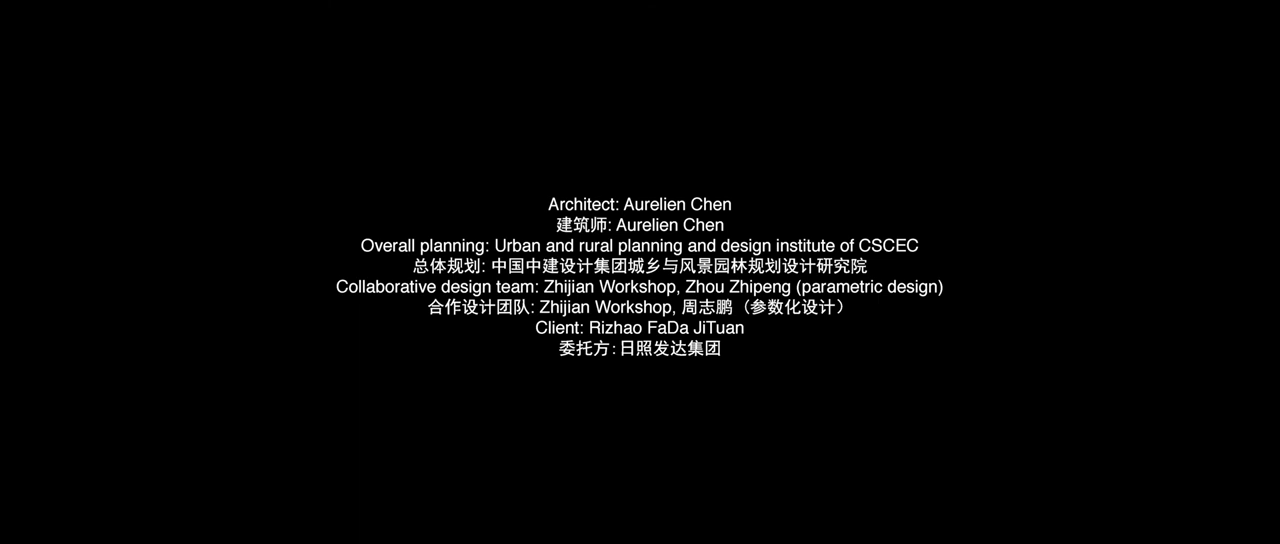 Architect: Aurelien Chen
建筑师: Aurelien Chen
Overall planning: Urban and rural planning and design institute of CSCEC
总体规划: 中国中建设计集团城乡与风景园林规划设计研究院
Collaborative design team: Zhijian Workshop, Zhou Zhipeng (parametric design)
合作设计团队: Zhijian Workshop, 周志鹏（参数化设计）
Client: Rizhao FaDa JiTuan
委托方: 日照发达集团